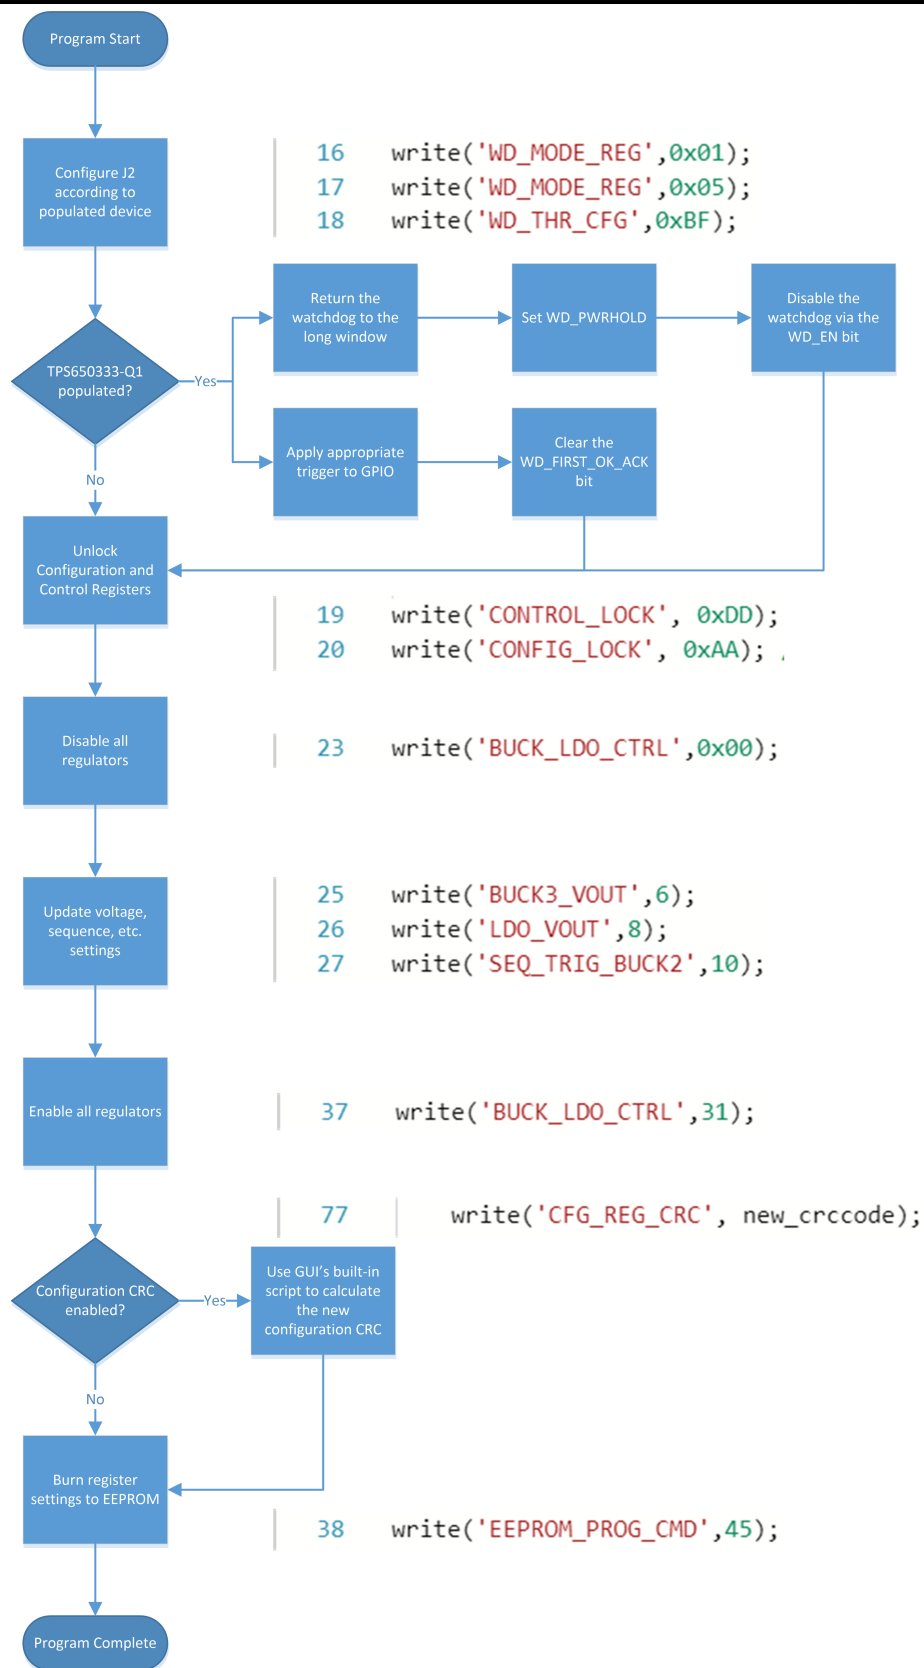 Program Start
Configure J2
according to
populated device
16 write('WD_MODE_REG',0x01);
17 write('WD_MODE_REG',0x05);
18 write('WD_THR_CFG',0xBF);
TPS650333-Q1
populated?
Yes
Return the
watchdog to the
long window
Set WD_PWRHOLD
Disable the
watchdog via the
WD_EN bit
Apply appropriate
trigger to GPIO
Clear the
WD_FIRST_OK_ACK
bit
No
Unlock
Configuration and
Control Registers
19 write('CONTROL_LOCK', 0xDD);
20 write('CONFIG_LOCK', 0xAA);
Disable all
regulators
23 write('BUCK_LDO_CTRL',0x00);
Update voltage,
sequence, etc.
settings
25 write('BUCK3_VOUT',6);
26 write('LDO_VOUT',8);
27 write('SEQ_TRIG_BUCK2',10);
Enable all regulators
37 write('BUCK_LDO_CTRL',31);
77 write('CFG_REG_CRC', new_crccode);
Configuration CRC
enabled?
Yes
Use GUI's built-in
script to calculate
the new
configuration CRC
No
Burn register
settings to EEPROM
38 write('EEPROM_PROG_CMD',45);
Program Complete